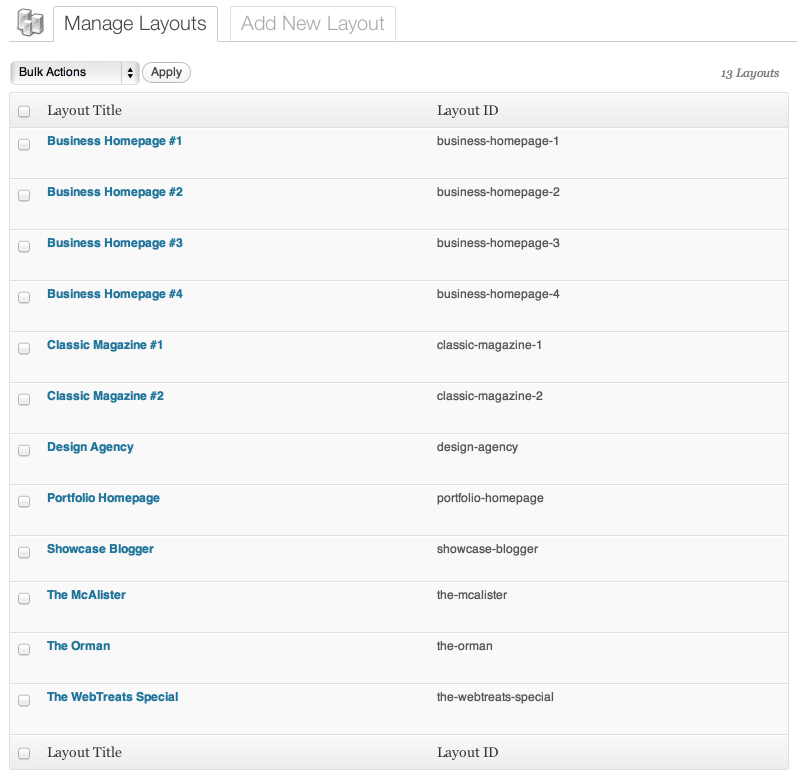 Manage Layouts Add New Layout
Bulk Actions Apply 13 Layouts
Layout Title Layout ID
Business Homepage #1 business-homepage-1
Business Homepage #2 business-homepage-2
Business Homepage #3 business-homepage-3
Business Homepage #4 business-homepage-4
Classic Magazine #1 classic-magazine-1
Classic Magazine #2 classic-magazine-2
Design Agency design-agency
Portfolio Homepage portfolio-homepage
Showcase Blogger showcase-blogger
The McAlister the-mcalister
The Orman the-orman
The WebTreats Special the-webtreats-special
Layout Title Layout ID